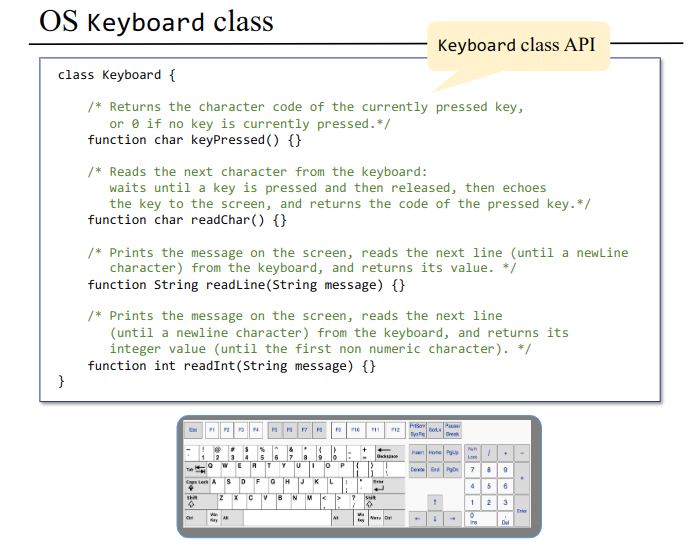 OS Keyboard class
Keyboard class API
class Keyboard {
/* Returns the character code of the currently pressed key,
or 0 if no key is currently pressed.*/
function char keyPressed() {}
/* Reads the next character from the keyboard:
waits until a key is pressed and then released, then echoes
the key to the screen, and returns the code of the pressed key.*/
function char readChar() {}
/* Prints the message on the screen, reads the next line (until a newLine
character) from the keyboard, and returns its value. */
function String readLine(String message) {}
/* Prints the message on the screen, reads the next line
(until a newline character) from the keyboard, and returns its
integer value (until the first non numeric character). */
function int readInt(String message) {}
}
Esc F1 F2 F3 F4 F5 F6 F7 F8 F9 F10 F11 F12 PrtScn SysRq ScrLk Pause Break
~ ! @ # $ % ^ & * ( ) _ +
1 2 3 4 5 6 7 8 9 0 - = Backspace Insert Home PgUp Num Lock / * -
Tab Q W E R T Y U I O P { } | Delete End PgDn 7 8 9 +
[ ] \
Caps Lock A S D F G H J K L : " Enter 4 5 6
Shift Z X C V B N M < > ? Shift ↑ 1 2 3 Enter
Ctrl Win Key Alt Alt Win Key Menu Ctrl ← ↓ → 0 Ins . Del